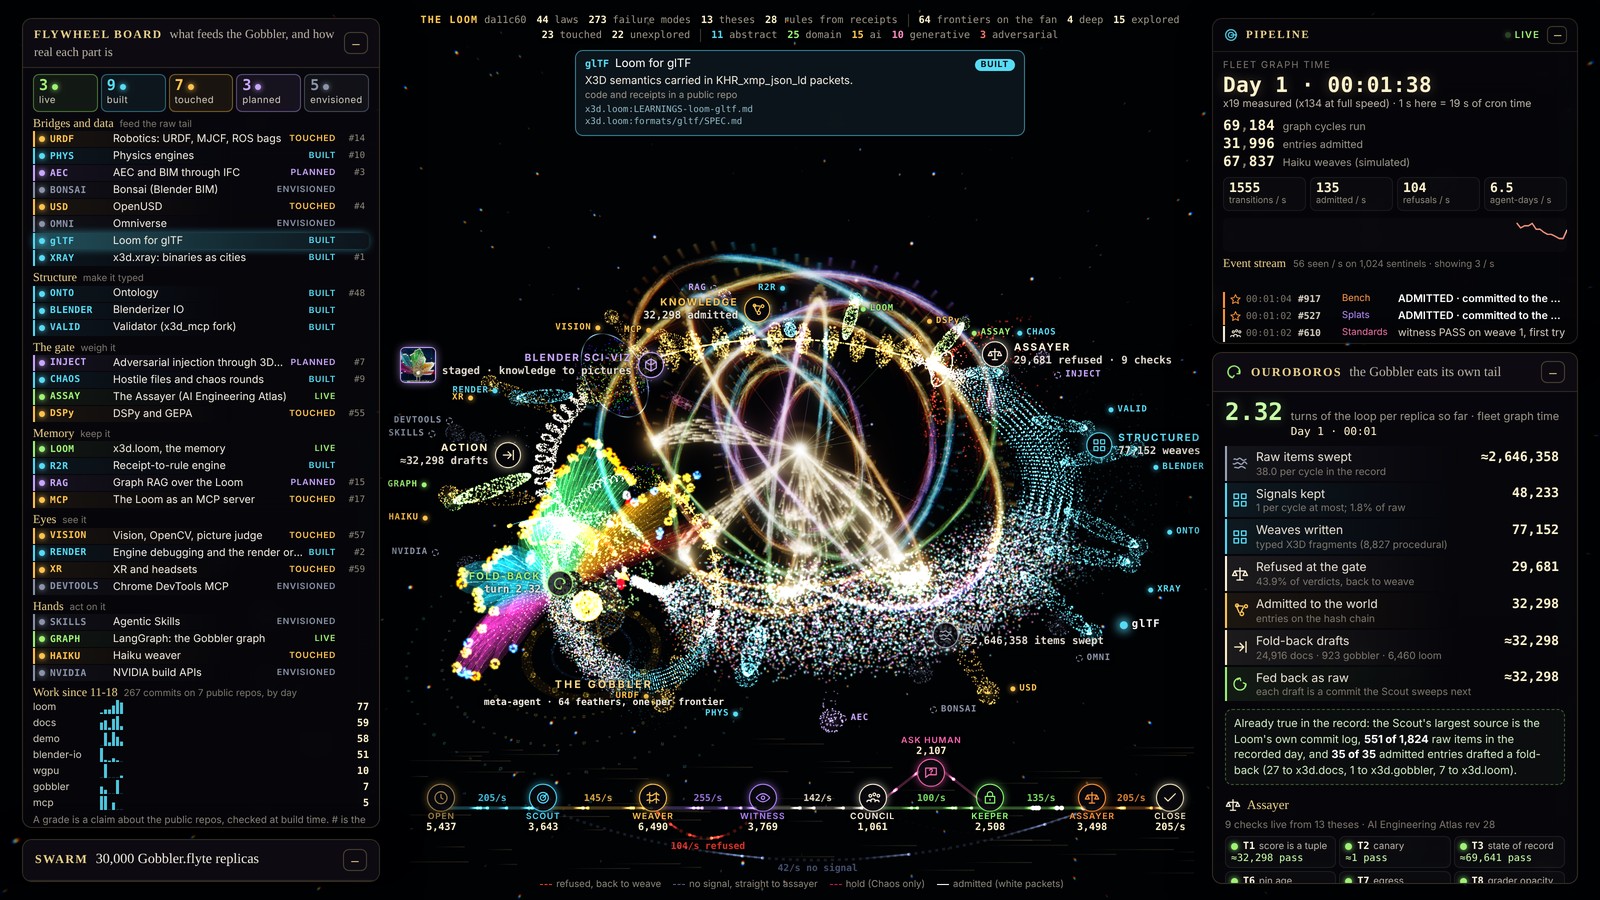 THE LOOM da11c60 44 laws 273 failure modes 13 theses 28 rules from receipts 64 frontiers on the fan 4 deep 15 explored
23 touched 22 unexplored 11 abstract 25 domain 15 ai 10 generative 3 adversarial
FLYWHEEL BOARD what feeds the Gobbler, and how
real each part is
3 live
9 built
7 touched
3 planned
5 envisioned
Bridges and data feed the raw tail
URDF Robotics: URDF, MJCF, ROS bags TOUCHED #14
PHYS Physics engines BUILT #10
AEC AEC and BIM through IFC PLANNED #3
BONSAI Bonsai (Blender BIM) ENVISIONED
USD OpenUSD TOUCHED #4
OMNI Omniverse ENVISIONED
glTF Loom for glTF BUILT
XRAY x3d.xray: binaries as cities BUILT #1
Structure make it typed
ONTO Ontology BUILT #48
BLENDER Blenderizer IO BUILT
VALID Validator (x3d_mcp fork) BUILT
The gate weigh it
INJECT Adversarial injection through 3D... PLANNED #7
CHAOS Hostile files and chaos rounds BUILT #9
ASSAY The Assayer (AI Engineering Atlas) LIVE
DSPy DSPy and GEPA TOUCHED #55
Memory keep it
LOOM x3d.loom, the memory LIVE
R2R Receipt-to-rule engine BUILT
RAG Graph RAG over the Loom PLANNED #15
MCP The Loom as an MCP server TOUCHED #17
Eyes see it
VISION Vision, OpenCV, picture judge TOUCHED #57
RENDER Engine debugging and the render or... BUILT #2
XR XR and headsets TOUCHED #59
DEVTOOLS Chrome DevTools MCP ENVISIONED
Hands act on it
SKILLS Agentic Skills ENVISIONED
GRAPH LangGraph: the Gobbler graph LIVE
HAIKU Haiku weaver TOUCHED
NVIDIA NVIDIA build APIs ENVISIONED
Work since 11-18 267 commits on 7 public repos, by day
loom 77
docs 59
demo 58
blender-io 51
wgpu 10
gobbler 7
mcp 5
A grade is a claim about the public repos, checked at build time. # is the
SWARM 30,000 Gobbler.flyte replicas
glTF Loom for glTF BUILT
X3D semantics carried in KHR_xmp_json_ld packets.
code and receipts in a public repo
x3d.loom:LEARNINGS-loom-gltf.md
x3d.loom:formats/gltf/SPEC.md
RAG
R2R
KNOWLEDGE
32,298 admitted
LOOM
VISION
MCP
DSPy
ASSAY
CHAOS
ASSAYER
29,681 refused · 9 checks
INJECT
BLENDER SCI-VIZ
staged · knowledge to pictures
RENDER
XR
VALID
DEVTOOLS
SKILLS
ACTION
≈32,298 drafts
STRUCTURED
77,152 weaves
BLENDER
GRAPH
HAIKU
ONTO
NVIDIA
FOLD-BACK
turn 2.32
XRAY
glTF
≈2,646,358 items swept
OMNI
THE GOBBLER
URDF
meta-agent · 64 feathers, one per frontier
USD
PHYS
AEC
BONSAI
ASK HUMAN
2,107
205/s
145/s
255/s
142/s
100/s
135/s
205/s
OPEN
5,437
SCOUT
3,643
WEAVER
6,490
WITNESS
3,769
COUNCIL
1,061
KEEPER
2,508
ASSAYER
3,498
CLOSE
205/s
104/s refused
42/s no signal
refused, back to weave
no signal, straight to assayer
hold (Chaos only)
admitted (white packets)
PIPELINE LIVE
FLEET GRAPH TIME
Day 1 · 00:01:38
x19 measured (x134 at full speed) · 1 s here = 19 s of cron time
69,184 graph cycles run
31,996 entries admitted
67,837 Haiku weaves (simulated)
1555 transitions / s
135 admitted / s
104 refusals / s
6.5 agent-days / s
Event stream 56 seen / s on 1,024 sentinels · showing 3 / s
00:01:04 #917 Bench ADMITTED · committed to the ...
00:01:02 #527 Splats ADMITTED · committed to the ...
00:01:02 #610 Standards witness PASS on weave 1, first try
OUROBOROS the Gobbler eats its own tail
2.32 turns of the loop per replica so far · fleet graph time
Day 1 · 00:01
Raw items swept ≈2,646,358
38.0 per cycle in the record
Signals kept 48,233
1 per cycle at most; 1.8% of raw
Weaves written 77,152
typed X3D fragments (8,827 procedural)
Refused at the gate 29,681
43.9% of verdicts, back to weave
Admitted to the world 32,298
entries on the hash chain
Fold-back drafts ≈32,298
24,916 docs · 923 gobbler · 6,460 loom
Fed back as raw ≈32,298
each draft is a commit the Scout sweeps next
Already true in the record: the Scout's largest source is the
Loom's own commit log, 551 of 1,824 raw items in the
recorded day, and 35 of 35 admitted entries drafted a fold-
back (27 to x3d.docs, 1 to x3d.gobbler, 7 to x3d.loom).
Assayer
9 checks live from 13 theses · AI Engineering Atlas rev 28
T1 score is a tuple
≈32,298 pass
T2 canary
≈1 pass
T3 state of record
≈69,641 pass
T6 pin age
T7 egress
T8 grader opacity